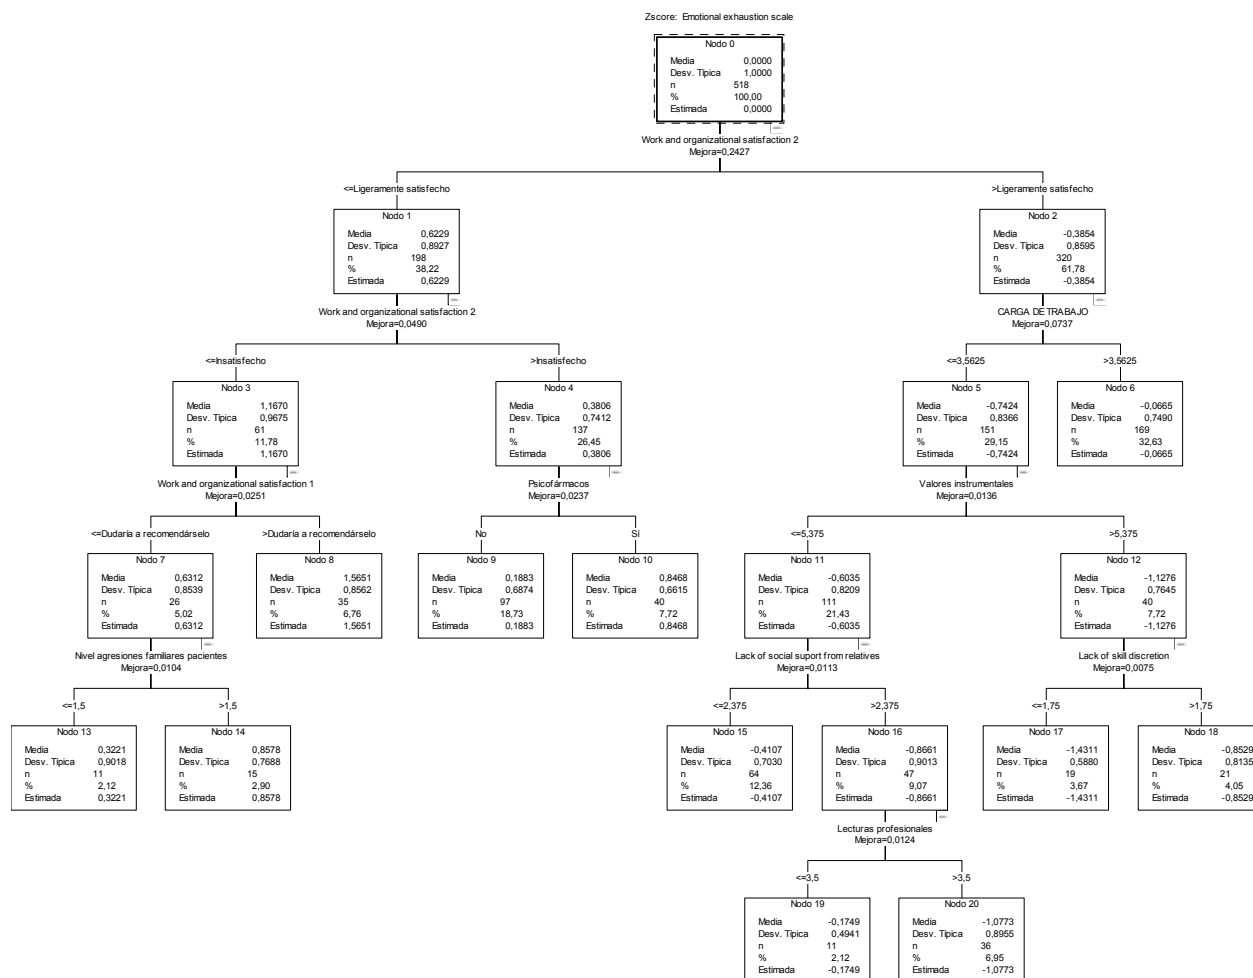 Zscore: Emotional exhaustion scale
Nodo 0
Media 0,0000
Desv. Típica 1,0000
n 518
% 100,00
Estimada 0,0000
Work and organizational satisfaction 2
Mejora=0,2427
<=Ligeramente satisfecho
>Ligeramente satisfecho
Nodo 1
Media 0,6229
Desv. Típica 0,8927
n 198
% 38,22
Estimada 0,6229
Nodo 2
Media -0,3854
Desv. Típica 0,8595
n 320
% 61,78
Estimada -0,3854
Work and organizational satisfaction 2
Mejora=0,0490
CARGA DE TRABAJO
Mejora=0,0737
<=Insatisfecho
>Insatisfecho
<=3,5625
>3,5625
Nodo 3
Media 1,1670
Desv. Típica 0,9675
n 61
% 11,78
Estimada 1,1670
Nodo 4
Media 0,3806
Desv. Típica 0,7412
n 137
% 26,45
Estimada 0,3806
Nodo 5
Media -0,7424
Desv. Típica 0,8366
n 151
% 29,15
Estimada -0,7424
Nodo 6
Media -0,0665
Desv. Típica 0,7490
n 169
% 32,63
Estimada -0,0665
Work and organizational satisfaction 1
Mejora=0,0251
Psicofármacos
Mejora=0,0237
Valores instrumentales
Mejora=0,0136
<=Dudaría a recomendárselo
>Dudaría a recomendárselo
No
Sí
<=5,375
>5,375
Nodo 7
Media 0,6312
Desv. Típica 0,8539
n 26
% 5,02
Estimada 0,6312
Nodo 8
Media 1,5651
Desv. Típica 0,8562
n 35
% 6,76
Estimada 1,5651
Nodo 9
Media 0,1883
Desv. Típica 0,6874
n 97
% 18,73
Estimada 0,1883
Nodo 10
Media 0,8468
Desv. Típica 0,6615
n 40
% 7,72
Estimada 0,8468
Nodo 11
Media -0,6035
Desv. Típica 0,8209
n 111
% 21,43
Estimada -0,6035
Nodo 12
Media -1,1276
Desv. Típica 0,7645
n 40
% 7,72
Estimada -1,1276
Nivel agresiones familiares pacientes
Mejora=0,0104
Lack of social suport from relatives
Mejora=0,0113
Lack of skill discretion
Mejora=0,0075
<=1,5
>1,5
<=2,375
>2,375
<=1,75
>1,75
Nodo 13
Media 0,3221
Desv. Típica 0,9018
n 11
% 2,12
Estimada 0,3221
Nodo 14
Media 0,8578
Desv. Típica 0,7688
n 15
% 2,90
Estimada 0,8578
Nodo 15
Media -0,4107
Desv. Típica 0,7030
n 64
% 12,36
Estimada -0,4107
Nodo 16
Media -0,8661
Desv. Típica 0,9013
n 47
% 9,07
Estimada -0,8661
Nodo 17
Media -1,4311
Desv. Típica 0,5880
n 19
% 3,67
Estimada -1,4311
Nodo 18
Media -0,8529
Desv. Típica 0,8135
n 21
% 4,05
Estimada -0,8529
Lecturas profesionales
Mejora=0,0124
<=3,5
>3,5
Nodo 19
Media -0,1749
Desv. Típica 0,4941
n 11
% 2,12
Estimada -0,1749
Nodo 20
Media -1,0773
Desv. Típica 0,8955
n 36
% 6,95
Estimada -1,0773